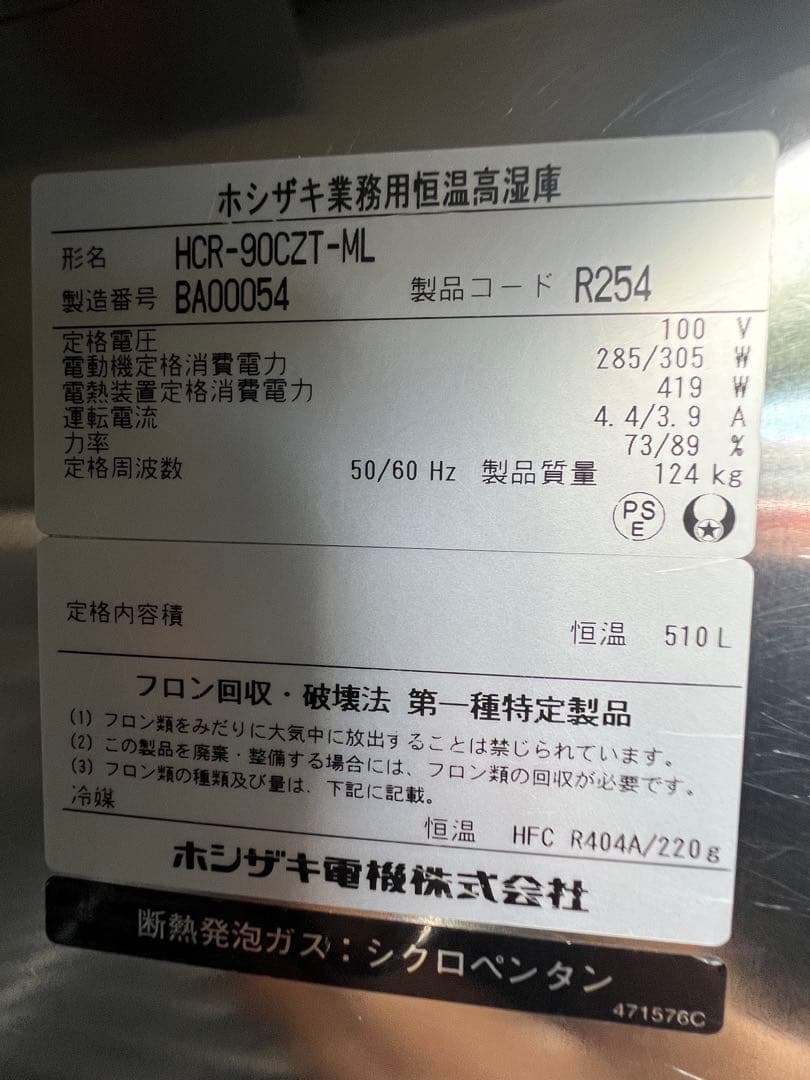 ホシザキ業務用恒温高湿庫
形名 HCR-90CZT-ML
製造番号 BA00054 製品コード R254
定格電圧 100 V
電動機定格消費電力 285/305 W
電熱装置定格消費電力 419 W
運転電流 4.4/3.9 A
力率 73/89 %
定格周波数 50/60 Hz 製品質量 124 kg
PS
E
定格内容積 恒温 510 L
フロン回収・破壊法 第一種特定製品
(1) フロン類をみだりに大気中に放出することは禁じられています。
(2) この製品を廃棄・整備する場合には、フロン類の回収が必要です。
(3) フロン類の種類及び量は、下記に記載。
冷媒 恒温 HFC R404A/220g
ホシザキ電機株式会社
断熱発泡ガス:シクロペンタン
471576C